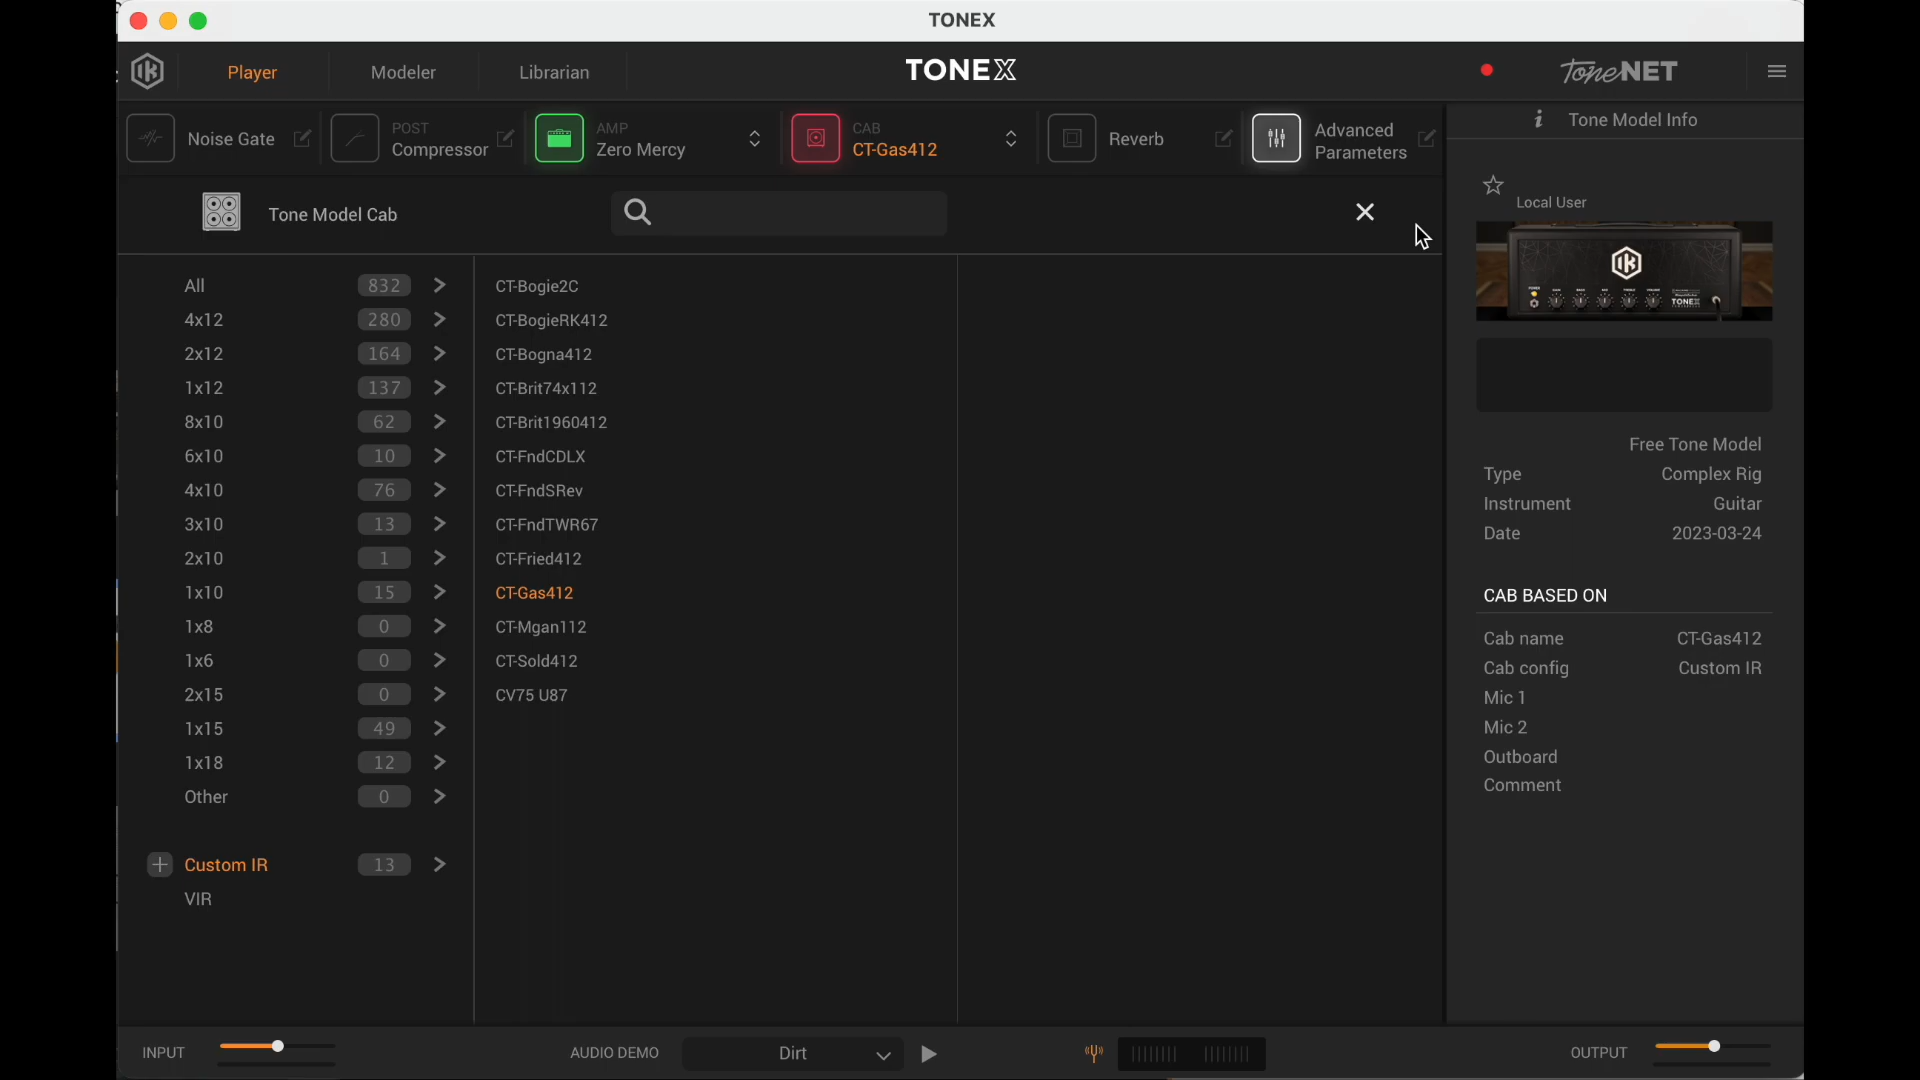 TONEX
Player
Modeler
Librarian
TONEX
ToneNET
Noise Gate
POST
Compressor
AMP
Zero Mercy
CAB
CT-Gas412
Reverb
Advanced
Parameters
i Tone Model Info
Tone Model Cab
Local User
All 832
4x12 280
2x12 164
1x12 137
8x10 62
6x10 10
4x10 76
3x10 13
2x10 1
1x10 15
1x8 0
1x6 0
2x15 0
1x15 49
1x18 12
Other 0
Custom IR 13
VIR
CT-Bogie2C
CT-BogieRK412
CT-Bogna412
CT-Brit74x112
CT-Brit1960412
CT-FndCDLX
CT-FndSRev
CT-FndTWR67
CT-Fried412
CT-Gas412
CT-Mgan112
CT-Sold412
CV75 U87
TONEX
Free Tone Model
Type Complex Rig
Instrument Guitar
Date 2023-03-24
CAB BASED ON
Cab name CT-Gas412
Cab config Custom IR
Mic 1
Mic 2
Outboard
Comment
INPUT
AUDIO DEMO
Dirt
OUTPUT